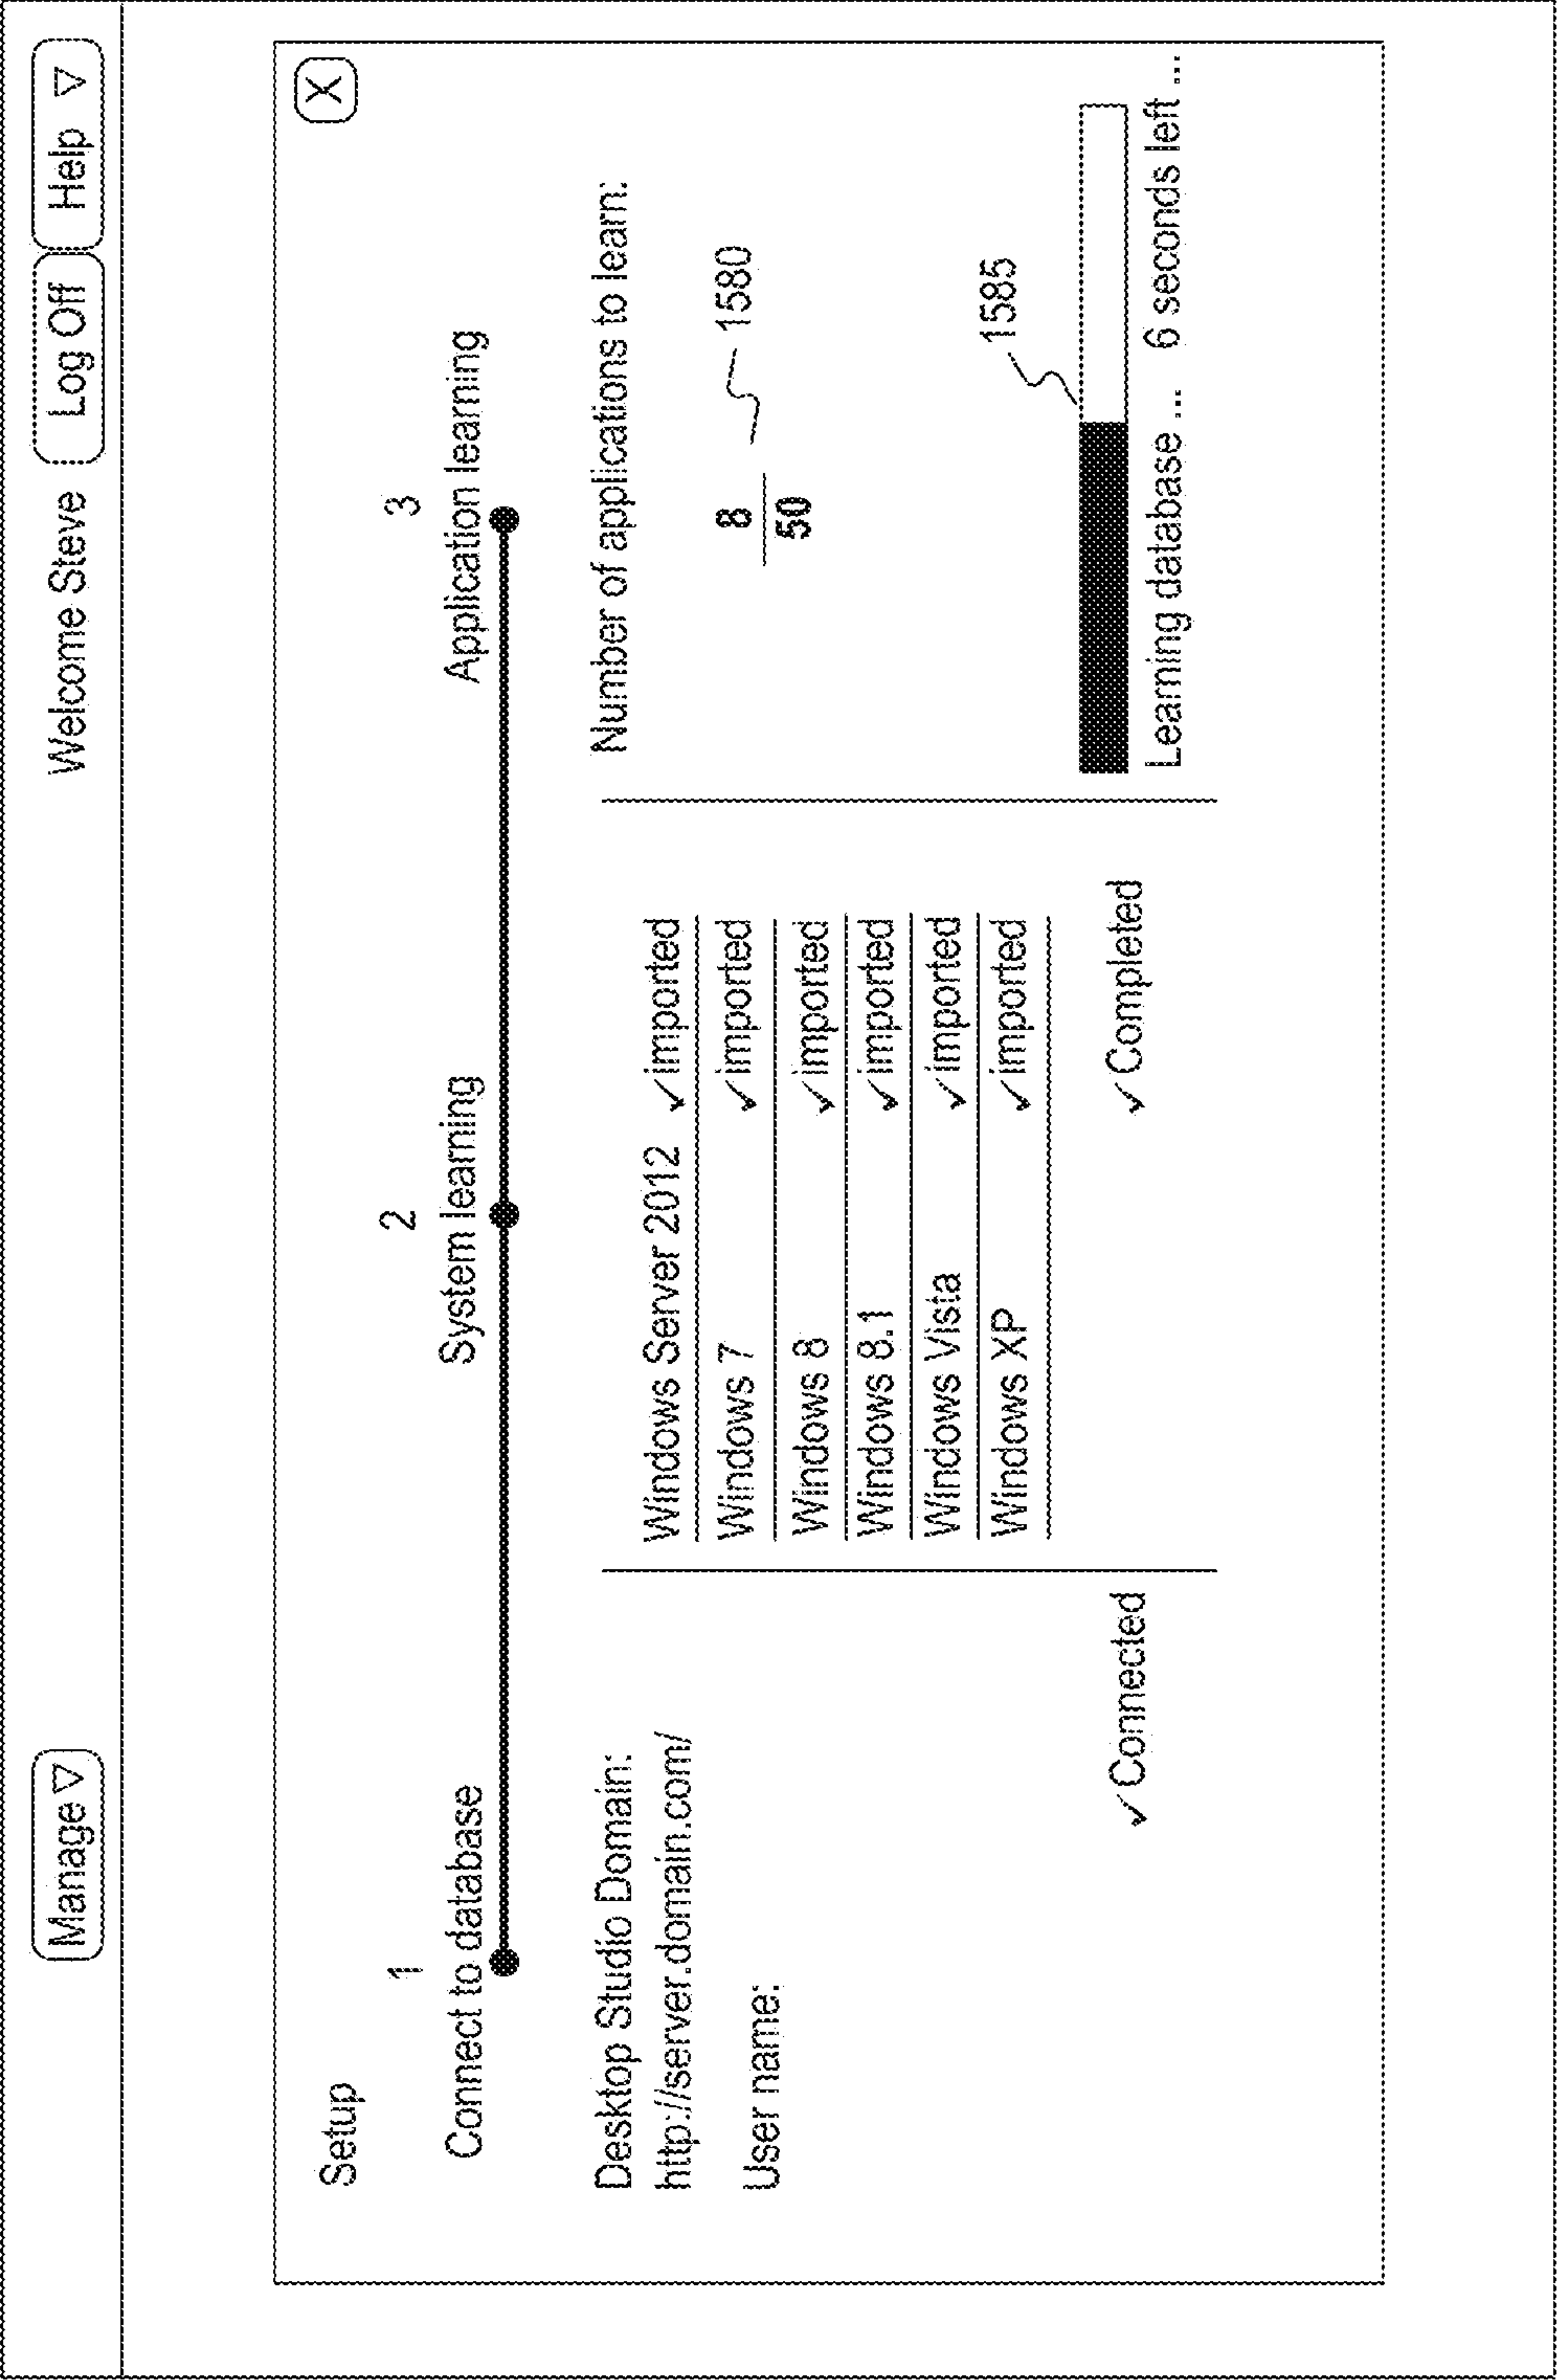 Manage Welcome Steve Log Off Help
Setup X
1 2 3
Connect to database System learning Application learning
Desktop Studio Domain:
http://server.domain.com/
User name:
✓ Connected
Windows Server 2012 ✓imported
Windows 7 ✓imported
Windows 8 ✓imported
Windows 8.1 ✓imported
Windows Vista ✓imported
Windows XP ✓imported
✓ Completed
Number of applications to learn:
8
50
1580
1585
Learning database ... 6 seconds left ...